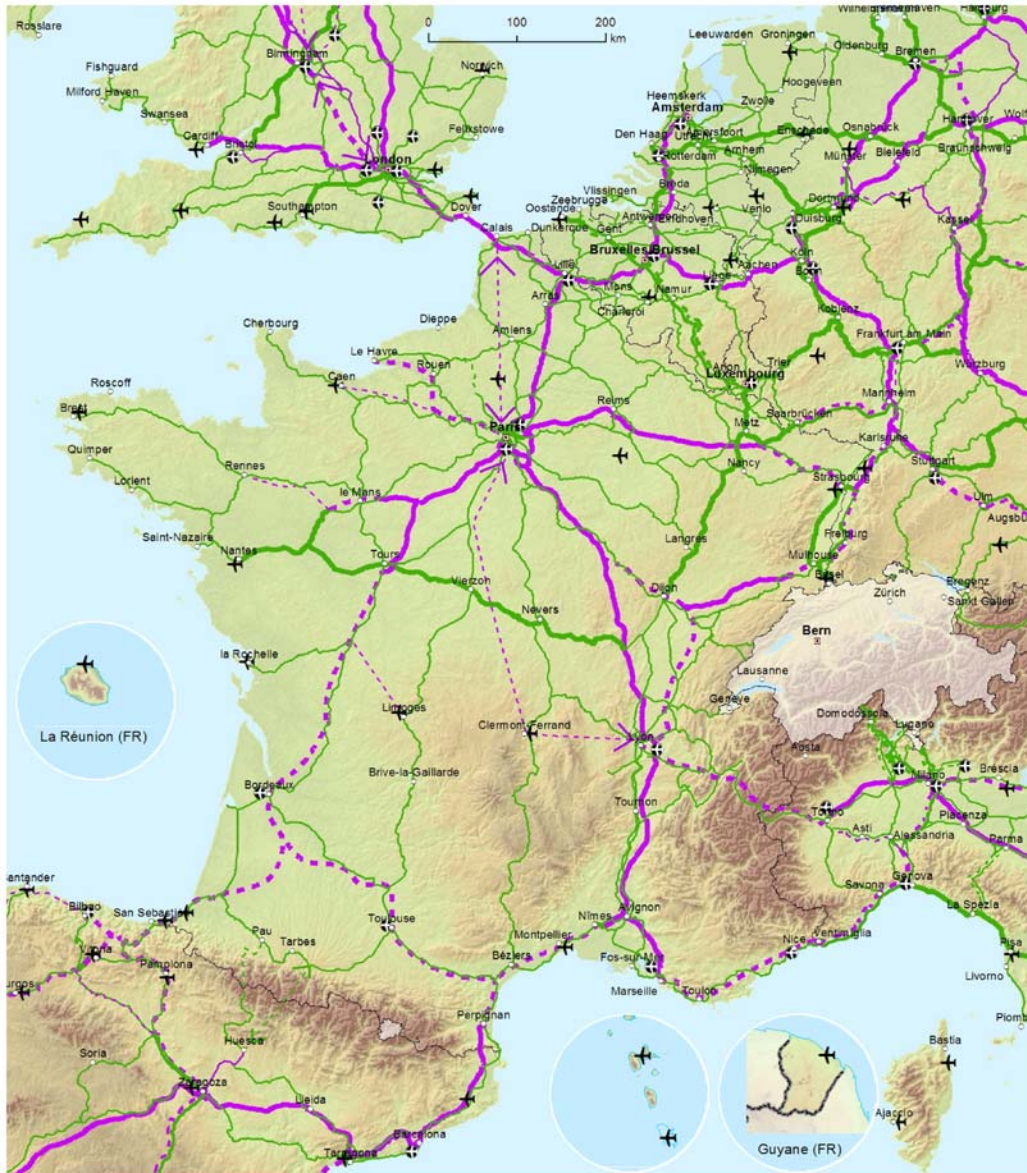 Rosslare
0 100 200
km
Wilhelmshaven
Hamburg
Leeuwarden
Groningen
Oldenburg
Bremen
Birmingham
Norwich
Fishguard
Milford Haven
Swansea
Cardiff
Bristol
London
Felixstowe
Southampton
Dover
Hoogeveen
Heemskerk
Amsterdam
Zwolle
Den Haag
Utrecht
Amersfoort
Enschede
Osnabrück
Hannover
Braunschweig
Rotterdam
Arnhem
Nijmegen
Münster
Bielefeld
Breda
Vlissingen
Zeebrugge
Oostende
Dunkerque
Gent
Antwerpen
Eindhoven
Venlo
Duisburg
Dortmund
Kassel
Calais
Bruxelles/Brussel
Lille
Mons
Namur
Liège
Aachen
Köln
Bonn
Arras
Charleroi
Koblenz
Cherbourg
Dieppe
Amiens
Le Havre
Rouen
Caen
Frankfurt am Main
Arlon
Trier
Luxembourg
Würzburg
Mannheim
Roscoff
Brest
Quimper
Reims
Saarbrücken
Metz
Karlsruhe
Paris
Nancy
Strasbourg
Stuttgart
Ulm
Augsburg
Rennes
Lorient
le Mans
Saint-Nazaire
Nantes
Tours
Langres
Freiburg
Mulhouse
Basel
Vierzon
Nevers
Dijon
Zürich
Bregenz
Sankt Gallen
Bern
la Rochelle
Lausanne
Genève
Limoges
Clermont-Ferrand
Lyon
Domodossola
Lugano
Aosta
La Réunion (FR)
Brive-la-Gaillarde
Bordeaux
Tournon
Milano
Brescia
Torino
Piacenza
Asti
Alessandria
Parma
Genova
Savona
La Spezia
Santander
Bilbao
San Sebastián
Pau
Tarbes
Toulouse
Montpellier
Nîmes
Avignon
Béziers
Fos-sur-Mer
Marseille
Toulon
Nice
Ventimiglia
Pisa
Livorno
Vitoria
Pamplona
Perpignan
Soria
Huesca
Zaragoza
Lleida
Barcelona
Tarragona
Bastia
Ajaccio
Guyane (FR)